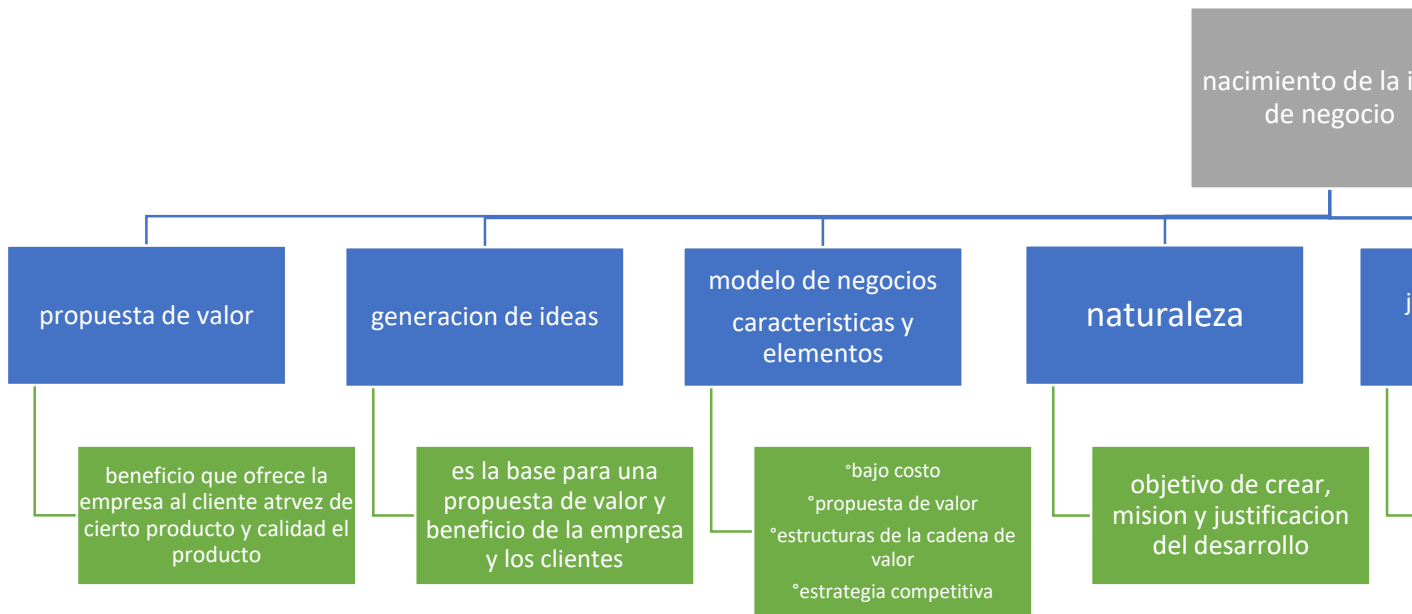 nacimiento de la
de negocio
propuesta de valor
generacion de ideas
modelo de negocios
caracteristicas y
elementos
naturaleza
beneficio que ofrece la
empresa al cliente atrvez de
cierto producto y calidad el
producto
es la base para una
propuesta de valor y
beneficio de la empresa
y los clientes
°bajo costo
°propuesta de valor
°estructuras de la cadena de
valor
°estrategia competitiva
objetivo de crear,
mision y justificacion
del desarrollo